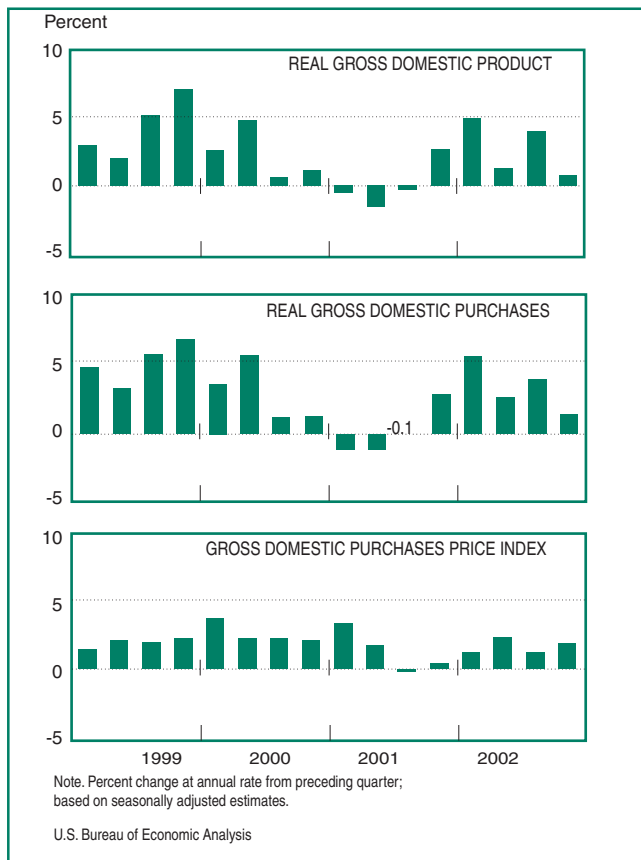 Percent
10
REAL GROSS DOMESTIC PRODUCT
5
0
-5
10
REAL GROSS DOMESTIC PURCHASES
5
-0.1
0
-5
10
GROSS DOMESTIC PURCHASES PRICE INDEX
5
0
-5
1999 2000 2001 2002
Note. Percent change at annual rate from preceding quarter;
based on seasonally adjusted estimates.
U.S. Bureau of Economic Analysis